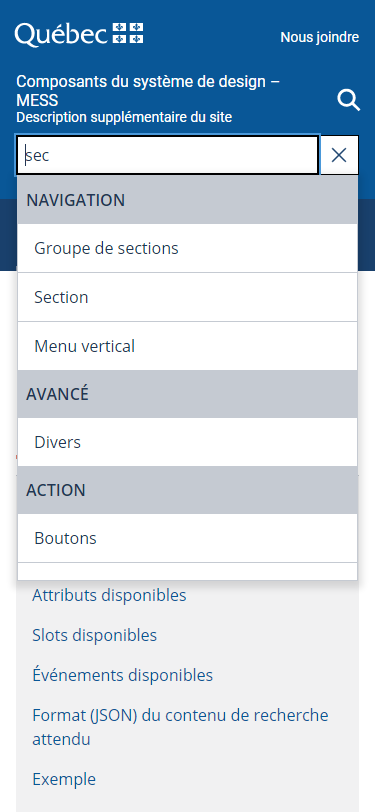 Québec
Nous joindre
Composants du système de design –
MESS
Description supplémentaire du site
sec
NAVIGATION
Groupe de sections
Section
Menu vertical
AVANCÉ
Divers
ACTION
Boutons
Attributs disponibles
Slots disponibles
Événements disponibles
Format (JSON) du contenu de recherche
attendu
Exemple